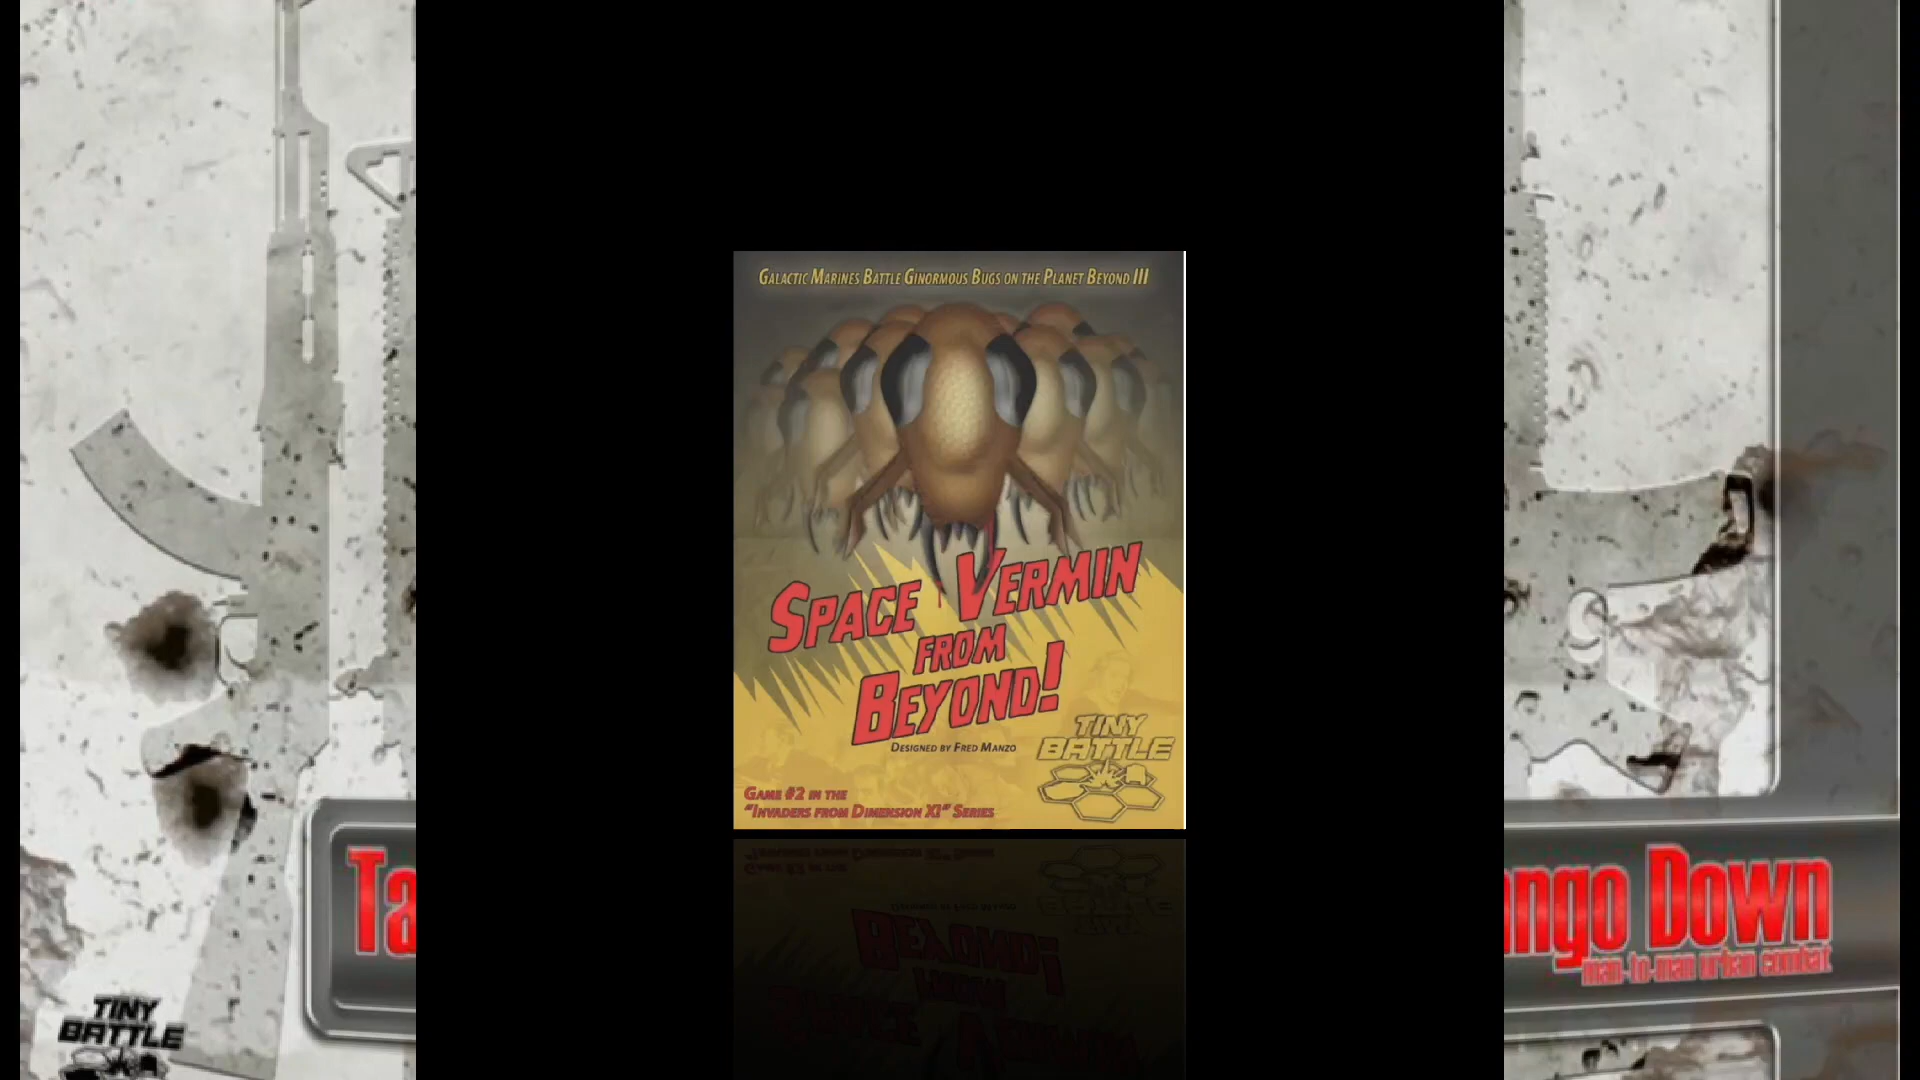 Galactic Marines Battle Ginormous Bugs on the Planet Beyond III
Space Vermin
from
Beyond!
Designed by Fred Manzo
Tiny
Battle
Game #2 in the
"Invaders from Dimension XI" Series
Ta
ango Down
man-to-man urban combat
Tiny
Battle